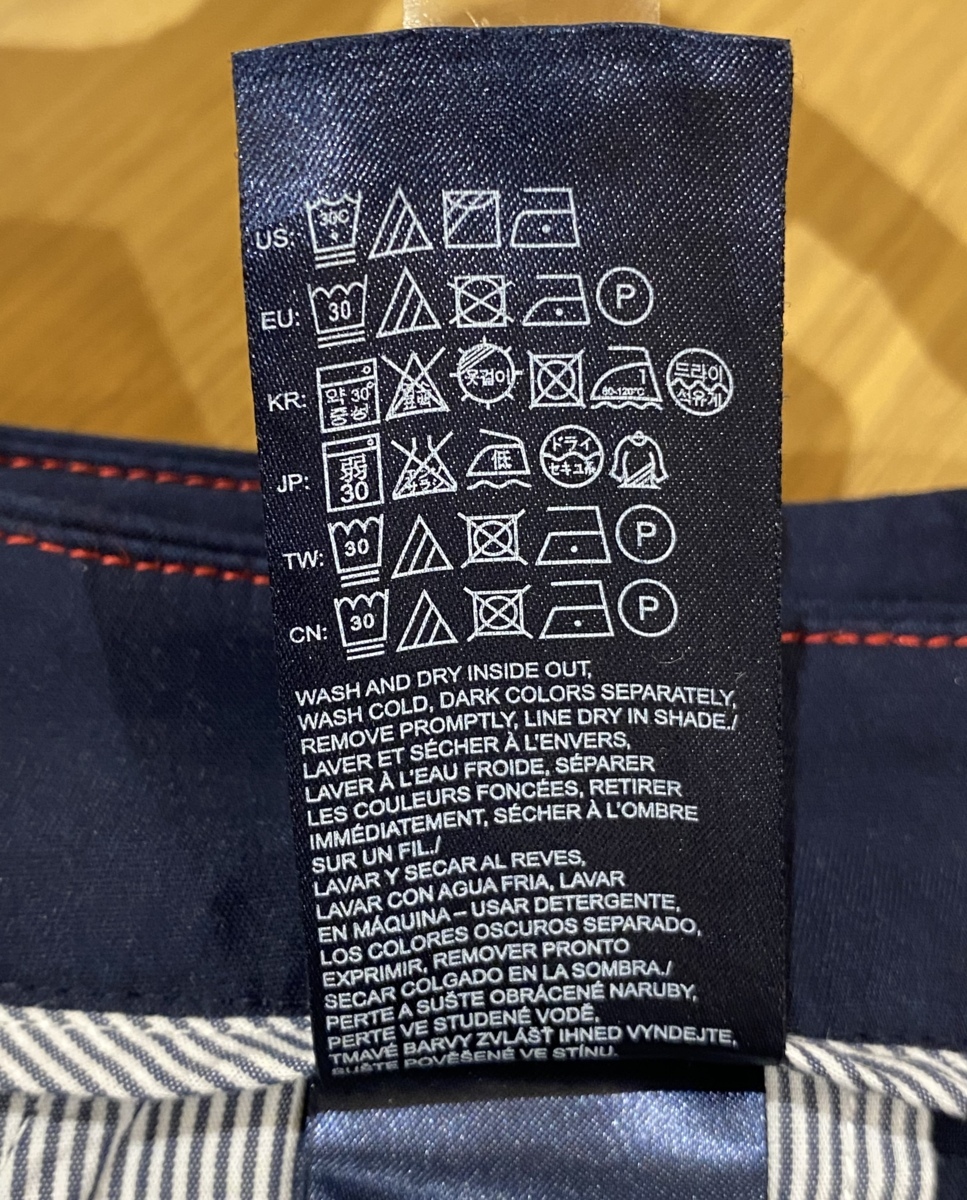 US: 30C
EU: 30 P
KR: 약 30° 중성 옷걸이 80-120°C 드라이 석유계
JP: 弱 30 低 ドライ セキユ系
TW: 30 P
CN: 30 P
WASH AND DRY INSIDE OUT,
WASH COLD, DARK COLORS SEPARATELY,
REMOVE PROMPTLY, LINE DRY IN SHADE./
LAVER ET SÉCHER À L'ENVERS,
LAVER À L'EAU FROIDE, SÉPARER
LES COULEURS FONCÉES, RETIRER
IMMÉDIATEMENT, SÉCHER À L'OMBRE
SUR UN FIL./
LAVAR Y SECAR AL REVES,
LAVAR CON AGUA FRIA, LAVAR
EN MÁQUINA – USAR DETERGENTE,
LOS COLORES OSCUROS SEPARADO,
EXPRIMIR, REMOVER PRONTO
SECAR COLGADO EN LA SOMBRA./
PERTE A SUŠTE OBRÁCENÉ NARUBY,
PERTE VE STUDENÉ VODĚ,
TMAVÉ BARVY ZVLÁŠŤ IHNED VYNDEJTE,
SUŠTE POVĚŠENÉ VE STÍNU.